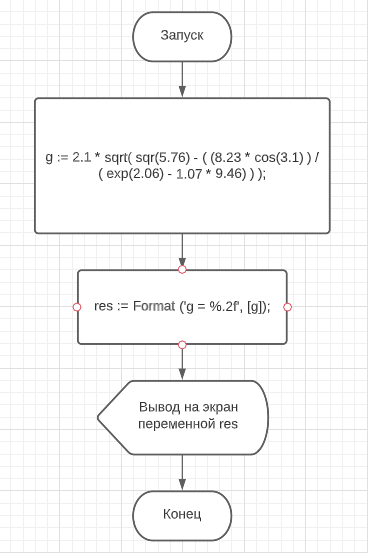 Запуск
g := 2.1 * sqrt( sqr(5.76) - ( (8.23 * cos(3.1) ) /
( exp(2.06) - 1.07 * 9.46) ) );
res := Format ('g = %.2f', [g]);
Вывод на экран
переменной res
Конец